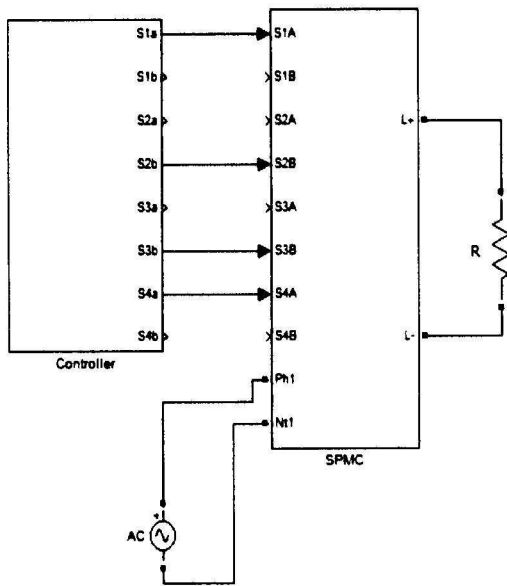 S1a
S1b
S2a
S2b
S3a
S3b
S4a
S4b
Controller
S1A
S1B
S2A
S2B
S3A
S3B
S4A
S4B
Ph1
Nt1
L+
L-
SPMC
R
AC
+